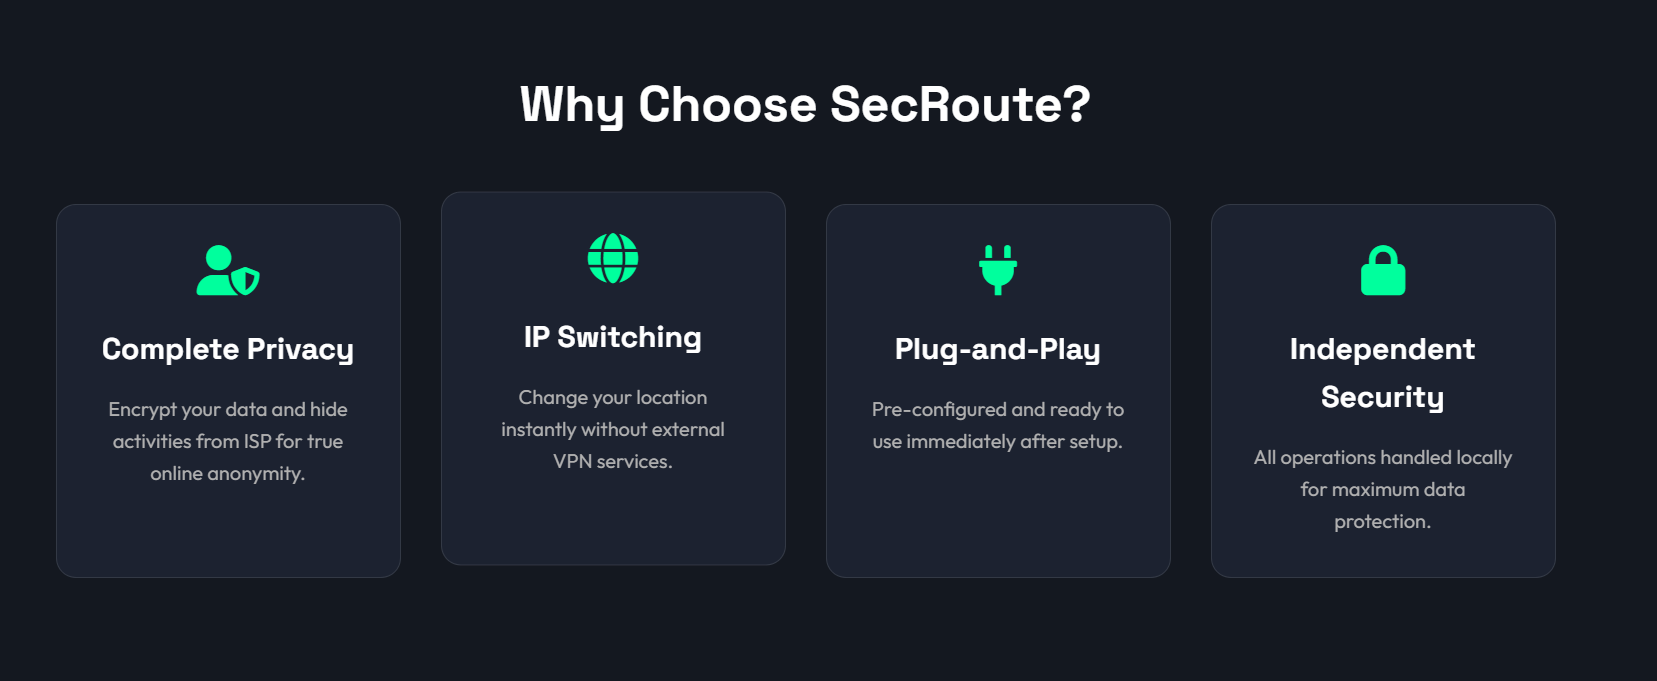 Why Choose SecRoute?
Complete Privacy
Encrypt your data and hide
activities from ISP for true
online anonymity.
IP Switching
Change your location
instantly without external
VPN services.
Plug-and-Play
Pre-configured and ready to
use immediately after setup.
Independent
Security
All operations handled locally
for maximum data
protection.